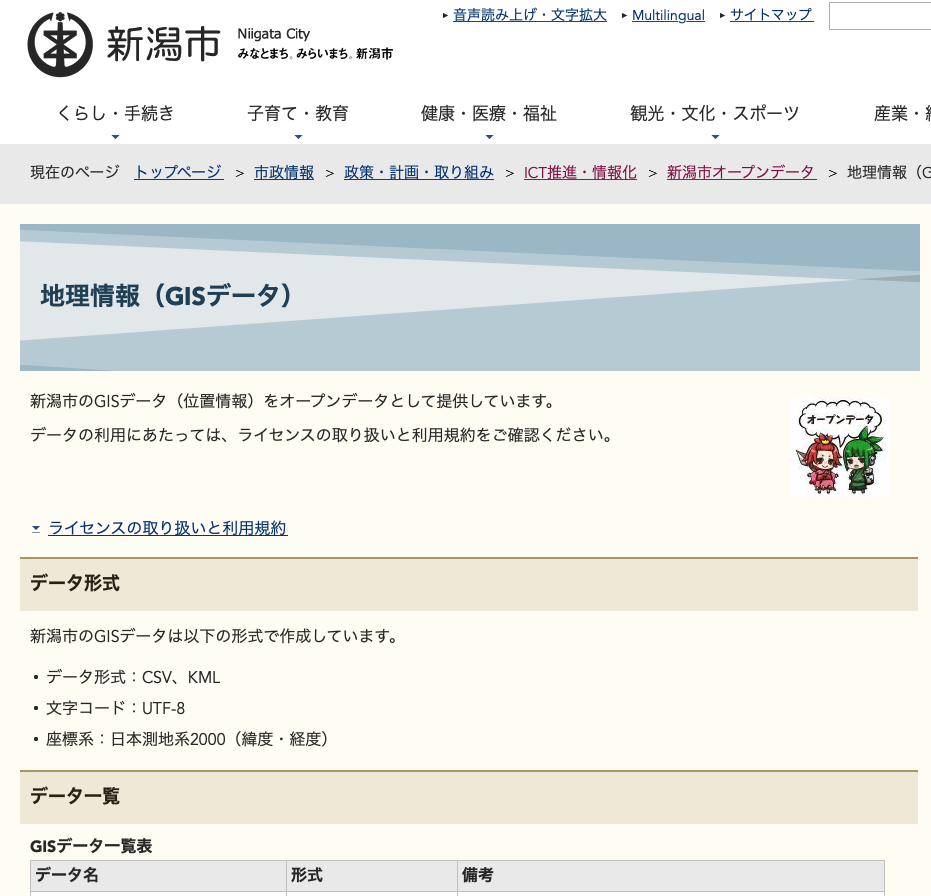 音声読み上げ・文字拡大 Multilingual サイトマップ
新潟市 Niigata City
みなとまち。みらいまち。新潟市
くらし・手続き 子育て・教育 健康・医療・福祉 観光・文化・スポーツ 産業・
現在のページ トップページ > 市政情報 > 政策・計画・取り組み > ICT推進・情報化 > 新潟市オープンデータ > 地理情報（G
地理情報（GISデータ）
新潟市のGISデータ（位置情報）をオープンデータとして提供しています。
データの利用にあたっては、ライセンスの取り扱いと利用規約をご確認ください。
オープンデータ
ライセンスの取り扱いと利用規約
データ形式
新潟市のGISデータは以下の形式で作成しています。
・データ形式：CSV、KML
・文字コード：UTF-8
・座標系：日本測地系2000（緯度・経度）
データ一覧
GISデータ一覧表
データ名 形式 備考